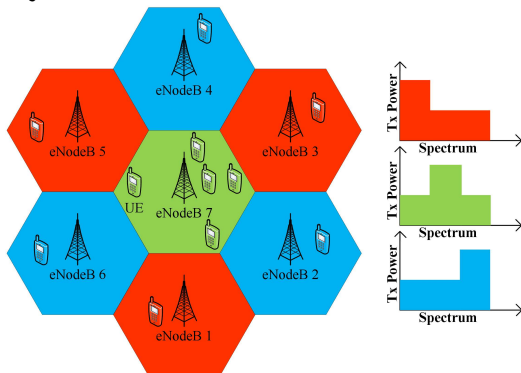 eNodeB 4
eNodeB 5
eNodeB 3
UE
eNodeB 7
eNodeB 6
eNodeB 2
eNodeB 1
Tx Power
Spectrum
Tx Power
Spectrum
Tx Power
Spectrum